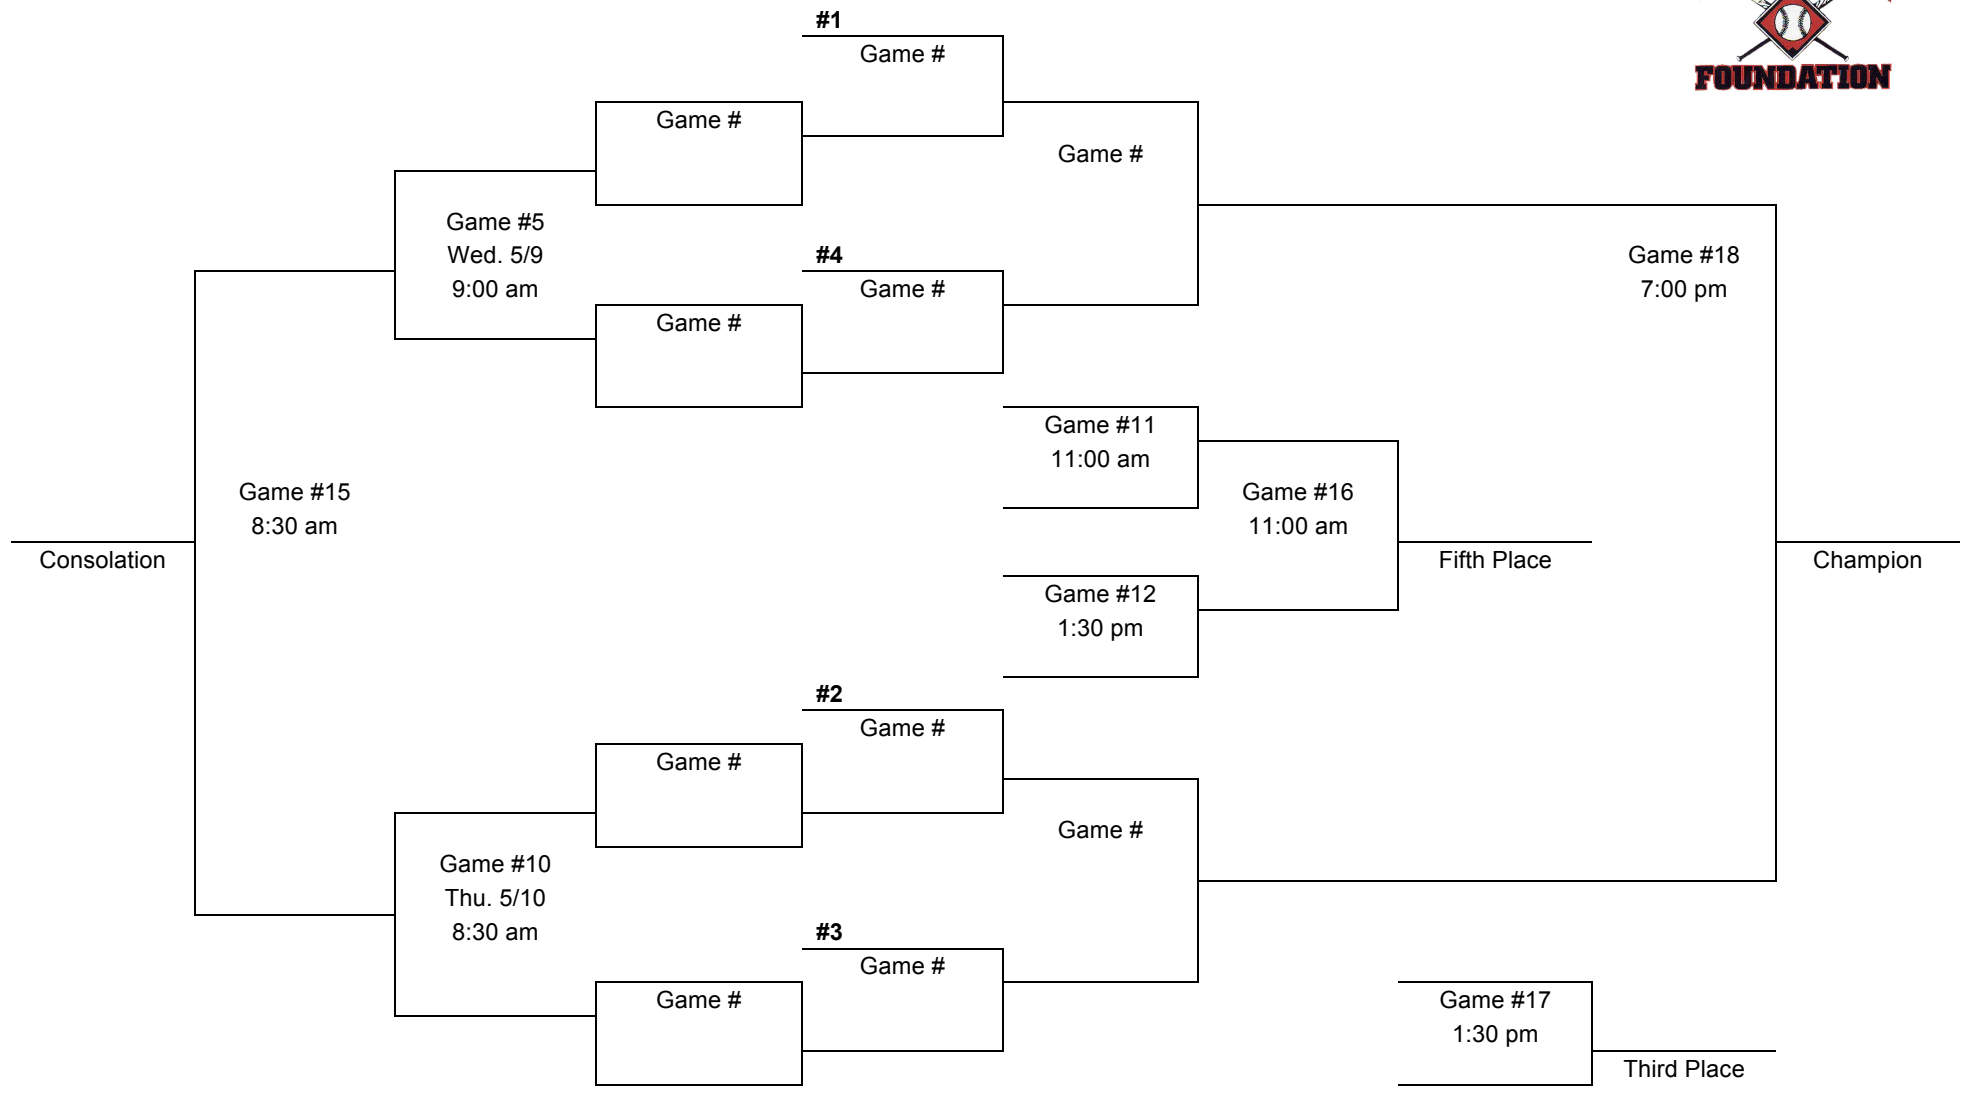 #1
Game #
FOUNDATION
Game #
Game #
Game #5
Wed. 5/9
9:00 am
#4
Game #
Game #18
7:00 pm
Game #
Game #11
11:00 am
Game #15
8:30 am
Game #16
11:00 am
Consolation
Fifth Place
Champion
Game #12
1:30 pm
#2
Game #
Game #
Game #
Game #10
Thu. 5/10
8:30 am
#3
Game #
Game #
Game #17
1:30 pm
Third Place